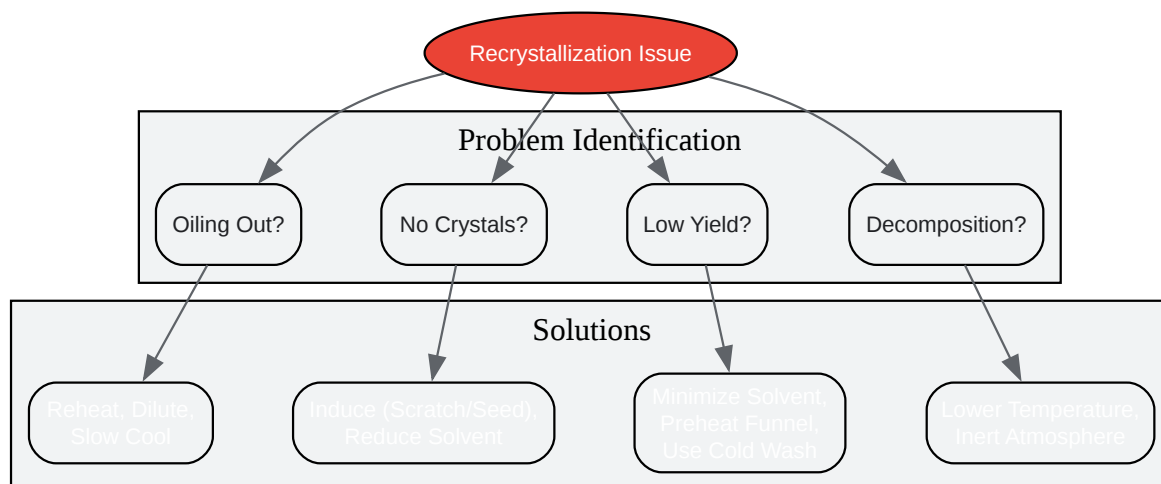 Recrystallization Issue
Problem Identification
Oiling Out?
No Crystals?
Low Yield?
Decomposition?
Solutions
Reheat, Dilute,
Slow Cool
Induce (Scratch/Seed),
Reduce Solvent
Minimize Solvent,
Preheat Funnel,
Use Cold Wash
Lower Temperature,
Inert Atmosphere